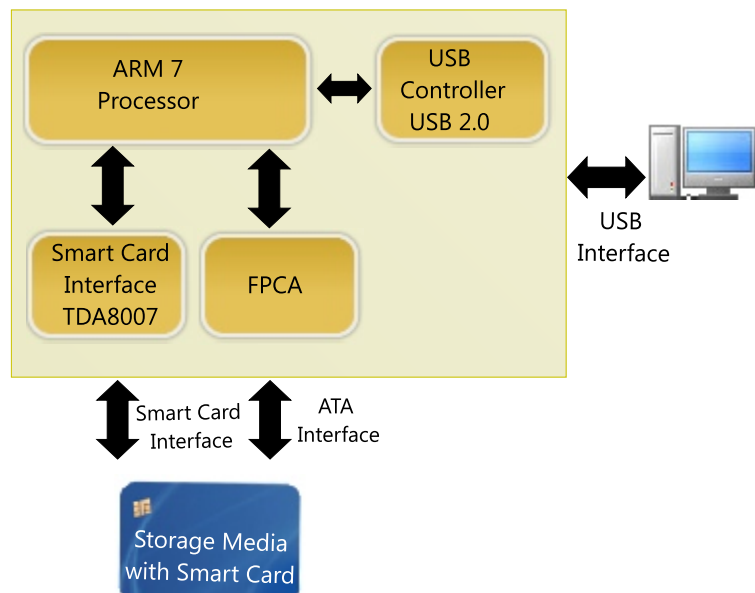 ARM 7
Processor
USB
Controller
USB 2.0
Smart Card
Interface
TDA8007
FPCA
USB
Interface
Smart Card
Interface
ATA
Interface
Storage Media
with Smart Card